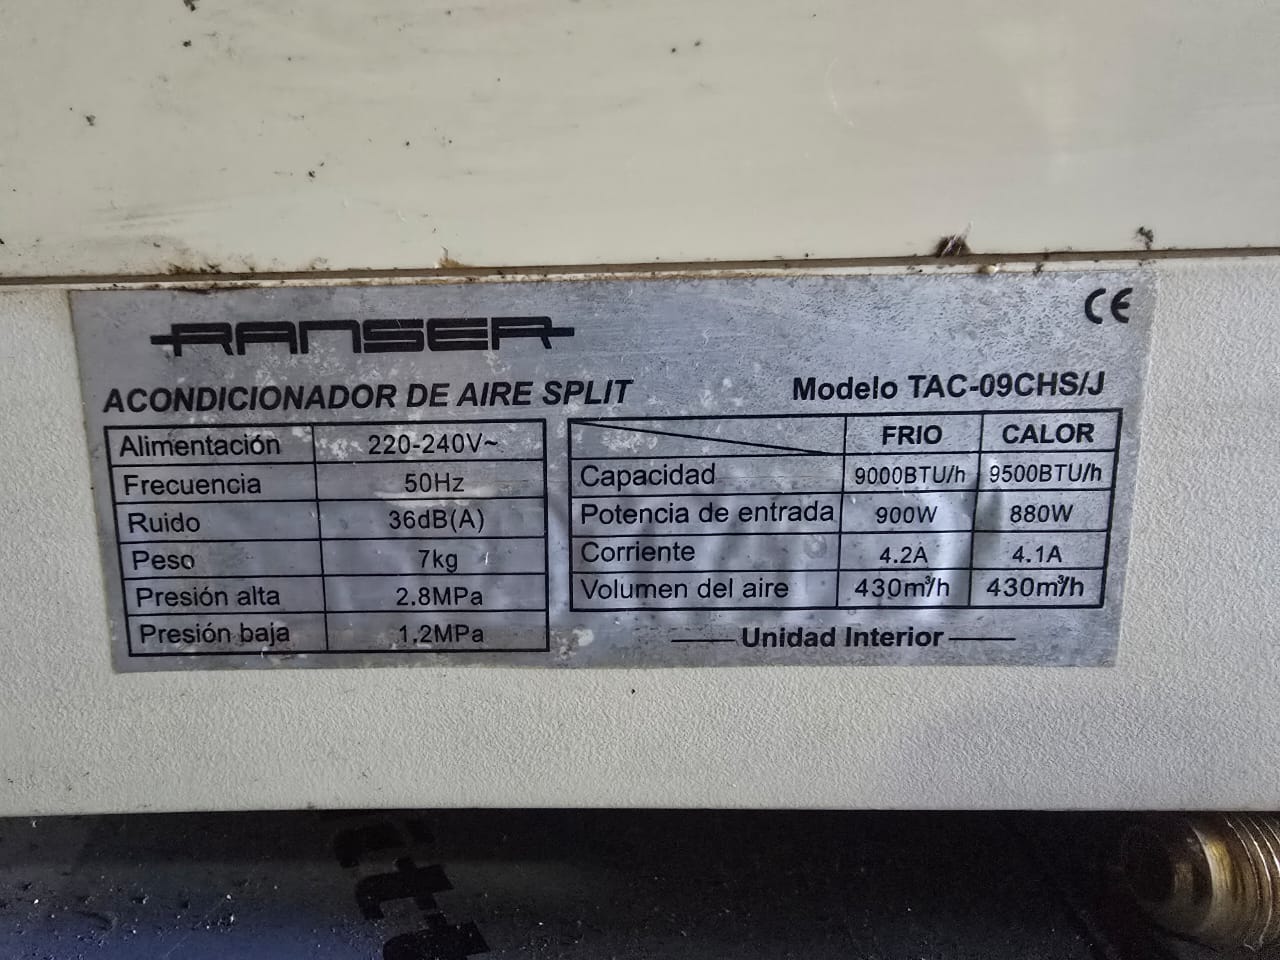 CE
RANSER
ACONDICIONADOR DE AIRE SPLIT
Modelo TAC-09CHS/J
Alimentación 220-240V~
Frecuencia 50Hz
Ruido 36dB(A)
Peso 7kg
Presión alta 2.8MPa
Presión baja 1.2MPa
FRIO CALOR
Capacidad 9000BTU/h 9500BTU/h
Potencia de entrada 900W 880W
Corriente 4.2A 4.1A
Volumen del aire 430m³/h 430m³/h
Unidad Interior